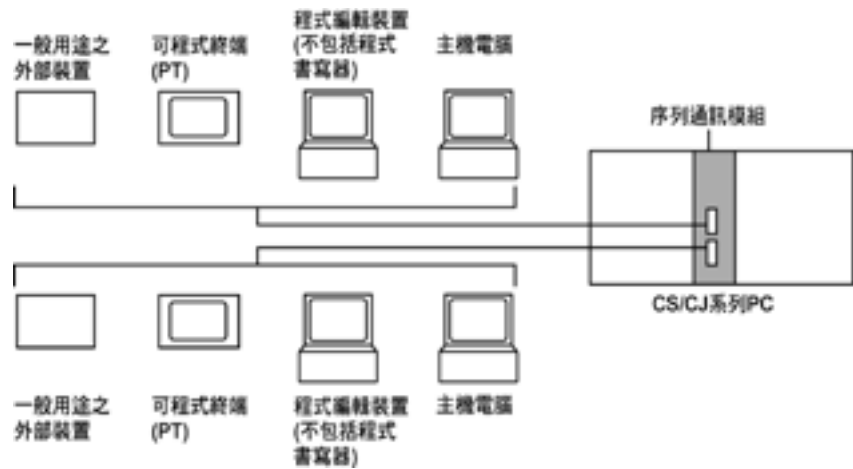 一般用途之
外部裝置
可程式終端
(PT)
程式編輯裝置
(不包括程式
書寫器)
主機電腦
序列通訊模組
CS/CJ系列PC
一般用途之
外部裝置
可程式終端
(PT)
程式編輯裝置
(不包括程式
書寫器)
主機電腦